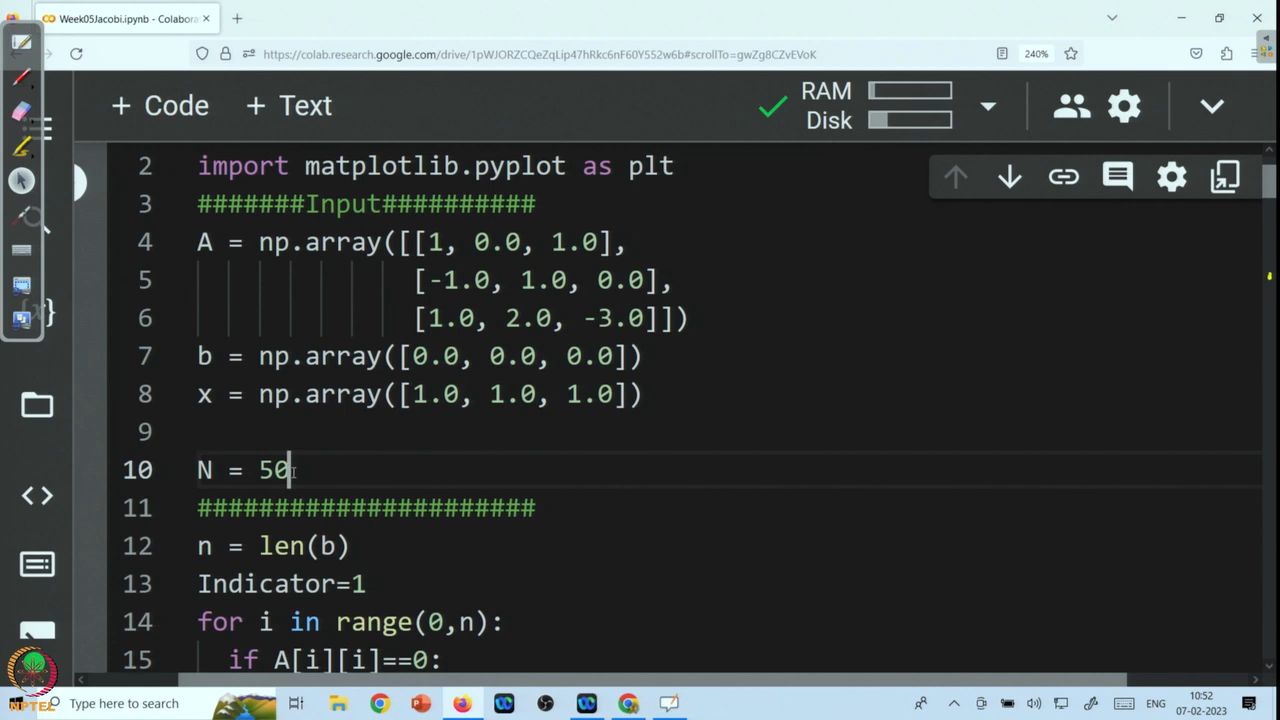 Week05Jacobi.ipynb - Colabora
https://colab.research.google.com/drive/1pWJORZCQeZqLip47hRkc6nF60Y552w6b#scrollTo=gwZg8CZvEVoK
240%
+ Code + Text
RAM
Disk
2 import matplotlib.pyplot as plt
3 #######Input##########
4 A = np.array([[1, 0.0, 1.0],
5 [-1.0, 1.0, 0.0],
6 [1.0, 2.0, -3.0]])
7 b = np.array([0.0, 0.0, 0.0])
8 x = np.array([1.0, 1.0, 1.0])
9
10 N = 50
11 ######################
12 n = len(b)
13 Indicator=1
14 for i in range(0,n):
15 if A[i][i]==0:
Type here to search
ENG
10:52
07-02-2023
NPTEL